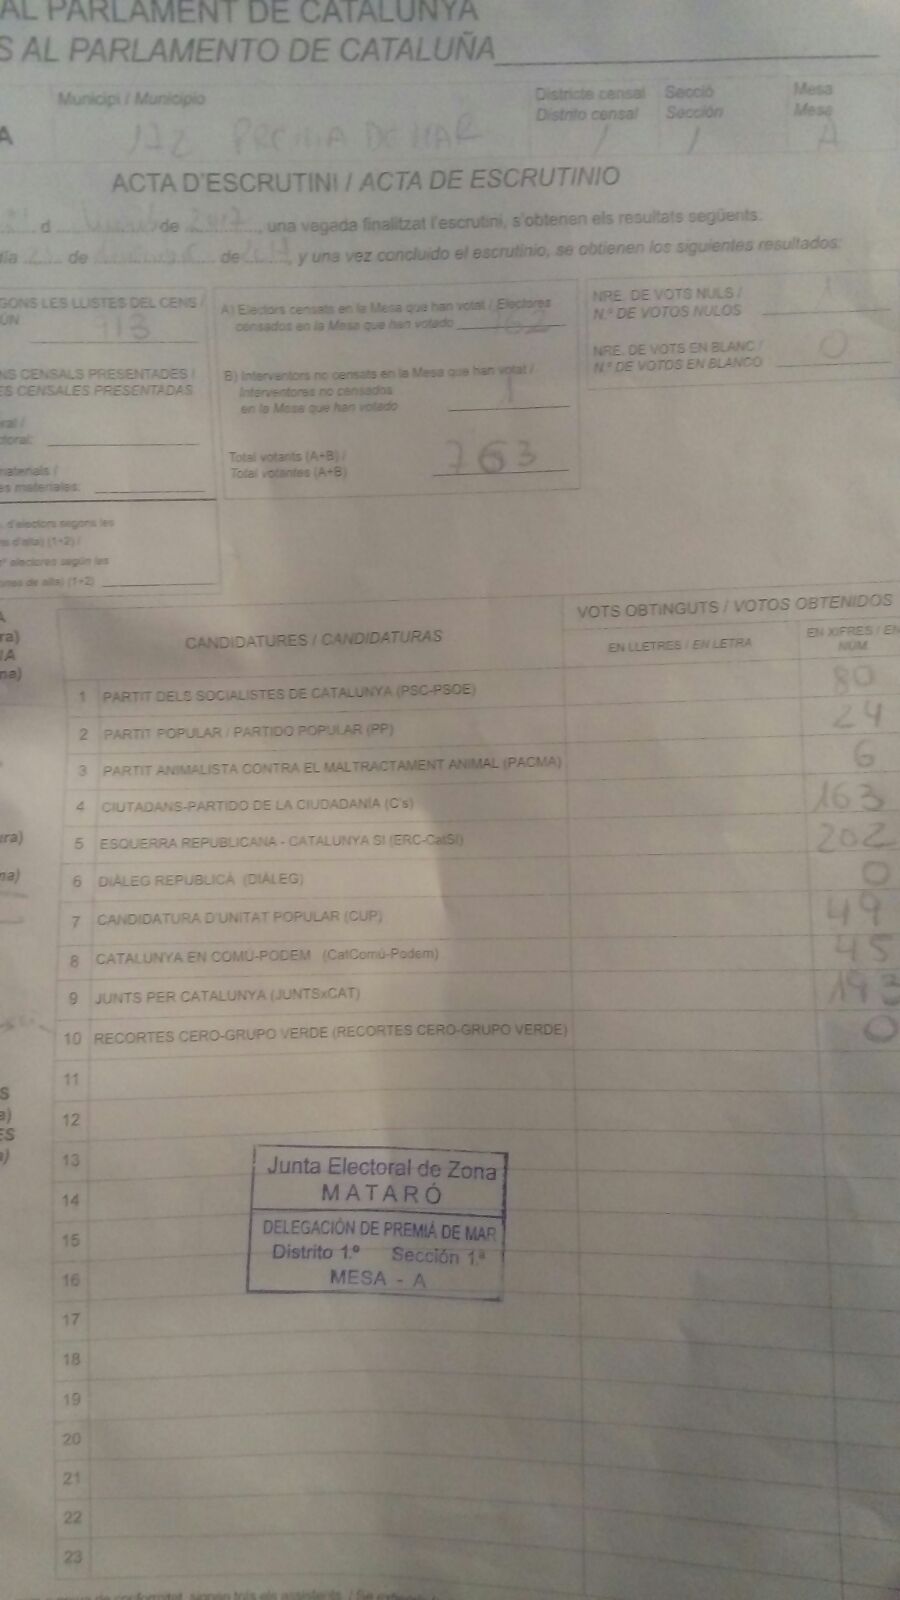 AL PARLAMENT DE CATALUNYA
S AL PARLAMENTO DE CATALUÑA
Municipi / Municipio
Districte censal
Distrito censal
Secció
Sección
Mesa
Mesa
A
172 PREMIA DE MAR
1
1
A
ACTA D'ESCRUTINI / ACTA DE ESCRUTINIO
d de 2017, una vegada finalitzat l'escrutini, s'obtenen els resultats següents:
día de de 2017, y una vez concluido el escrutinio, se obtienen los siguientes resultados:
GONS LES LLISTES DEL CENS /
ÚN
913
NS CENSALS PRESENTADES /
ES CENSALES PRESENTADAS
ral /
toral:
materials /
es materiales:
. d'electors segons les
ns d'alta) (1+2) /
nº electores según las
iones de alta) (1+2)
A) Electors censats en la Mesa que han votat / Electores
censados en la Mesa que han votado 762
B) Interventors no censats en la Mesa que han votat /
Interventores no censados
en la Mesa que han votado 1
Total votants (A+B) /
Total votantes (A+B) 763
NRE. DE VOTS NULS /
N.º DE VOTOS NULOS 1
NRE. DE VOTS EN BLANC /
N.º DE VOTOS EN BLANCO 0
CANDIDATURES / CANDIDATURAS
VOTS OBTINGUTS / VOTOS OBTENIDOS
EN LLETRES / EN LETRA
EN XIFRES / EN
NÚM
1 PARTIT DELS SOCIALISTES DE CATALUNYA (PSC-PSOE) 80
2 PARTIT POPULAR / PARTIDO POPULAR (PP) 24
3 PARTIT ANIMALISTA CONTRA EL MALTRACTAMENT ANIMAL (PACMA) 6
4 CIUTADANS-PARTIDO DE LA CIUDADANÍA (C's) 163
5 ESQUERRA REPUBLICANA - CATALUNYA SÍ (ERC-CatSí) 202
6 DIÀLEG REPUBLICÀ (DIÀLEG) 0
7 CANDIDATURA D'UNITAT POPULAR (CUP) 49
8 CATALUNYA EN COMÚ-PODEM (CatComú-Podem) 45
9 JUNTS PER CATALUNYA (JUNTSxCAT) 193
10 RECORTES CERO-GRUPO VERDE (RECORTES CERO-GRUPO VERDE) 0
11
12
13
14
15
16
17
18
19
20
21
22
23
Junta Electoral de Zona
MATARÓ
DELEGACIÓN DE PREMIÁ DE MAR
Distrito 1.º Sección 1.ª
MESA - A